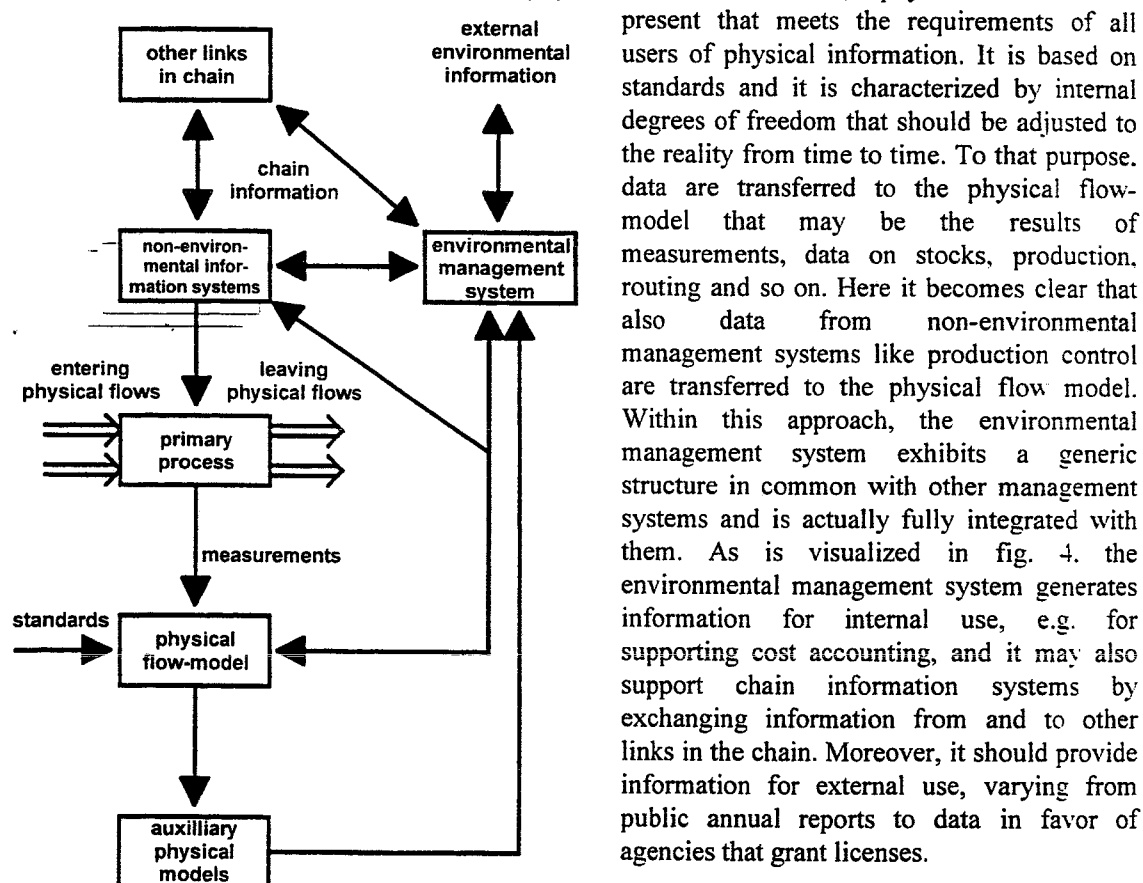 other links
in chain
external
environmental
information
chain
information
non-environ-
mental infor-
mation systems
environmental
management
system
entering
physical flows
leaving
physical flows
primary
process
measurements
standards
physical
flow-model
auxilliary
physical
models
present that meets the requirements of all
users of physical information. It is based on
standards and it is characterized by internal
degrees of freedom that should be adjusted to
the reality from time to time. To that purpose.
data are transferred to the physical flow-
model that may be the results of
measurements, data on stocks, production,
routing and so on. Here it becomes clear that
also data from non-environmental
management systems like production control
are transferred to the physical flow model.
Within this approach, the environmental
management system exhibits a generic
structure in common with other management
systems and is actually fully integrated with
them. As is visualized in fig. 4. the
environmental management system generates
information for internal use, e.g. for
supporting cost accounting, and it may also
support chain information systems by
exchanging information from and to other
links in the chain. Moreover, it should provide
information for external use, varying from
public annual reports to data in favor of
agencies that grant licenses.